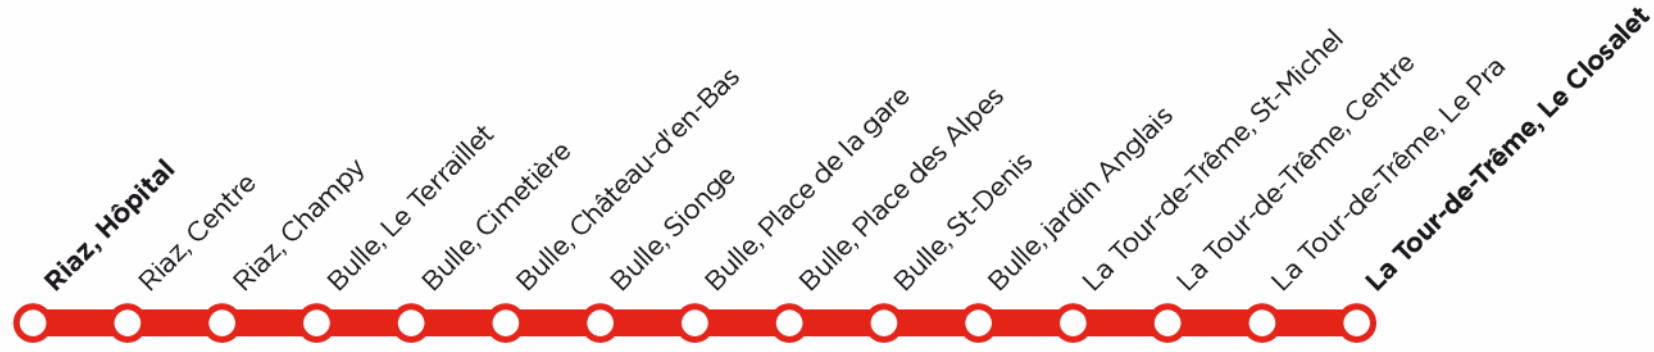 Riaz, Hôpital
Riaz, Centre
Riaz, Champy
Bulle, Le Terraillet
Bulle, Cimetière
Bulle, Château-d'en-Bas
Bulle, Sionge
Bulle, Place de la gare
Bulle, Place des Alpes
Bulle, St-Denis
Bulle, jardin Anglais
La Tour-de-Trême, St-Michel
La Tour-de-Trême, Centre
La Tour-de-Trême, Le Pra
La Tour-de-Trême, Le Closalet